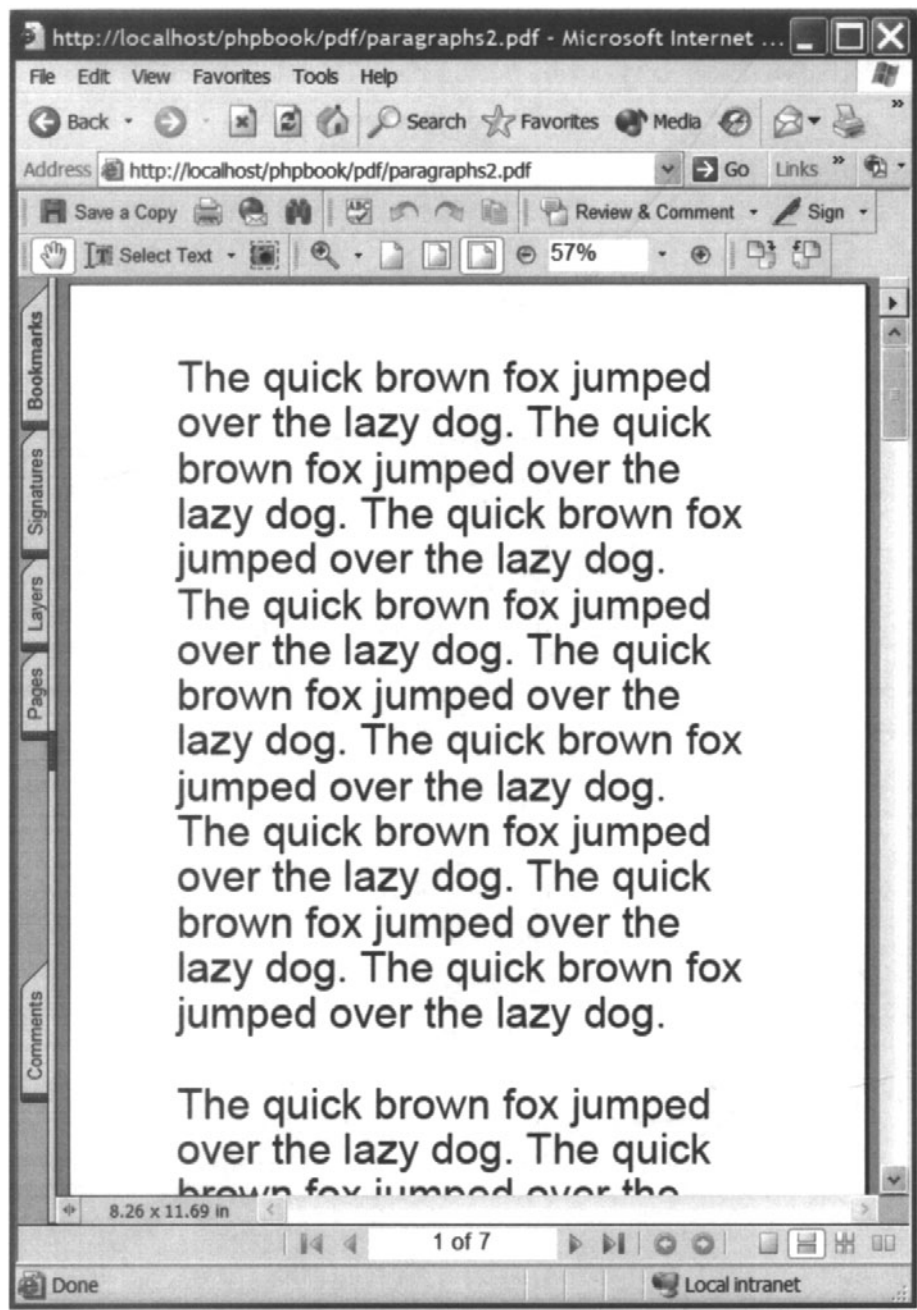 http://localhost/phpbook/pdf/paragraphs2.pdf - Microsoft Internet ...
File Edit View Favorites Tools Help
Back Search Favorites Media »
Address http://localhost/phpbook/pdf/paragraphs2.pdf Go Links »
Save a Copy ABC Review & Comment Sign
Select Text 57%
Bookmarks
Signatures
Layers
Pages
Comments
The quick brown fox jumped
over the lazy dog. The quick
brown fox jumped over the
lazy dog. The quick brown fox
jumped over the lazy dog.
The quick brown fox jumped
over the lazy dog. The quick
brown fox jumped over the
lazy dog. The quick brown fox
jumped over the lazy dog.
The quick brown fox jumped
over the lazy dog. The quick
brown fox jumped over the
lazy dog. The quick brown fox
jumped over the lazy dog.
The quick brown fox jumped
over the lazy dog. The quick
brown fox jumped over the
8.26 x 11.69 in
1 of 7
Done Local intranet